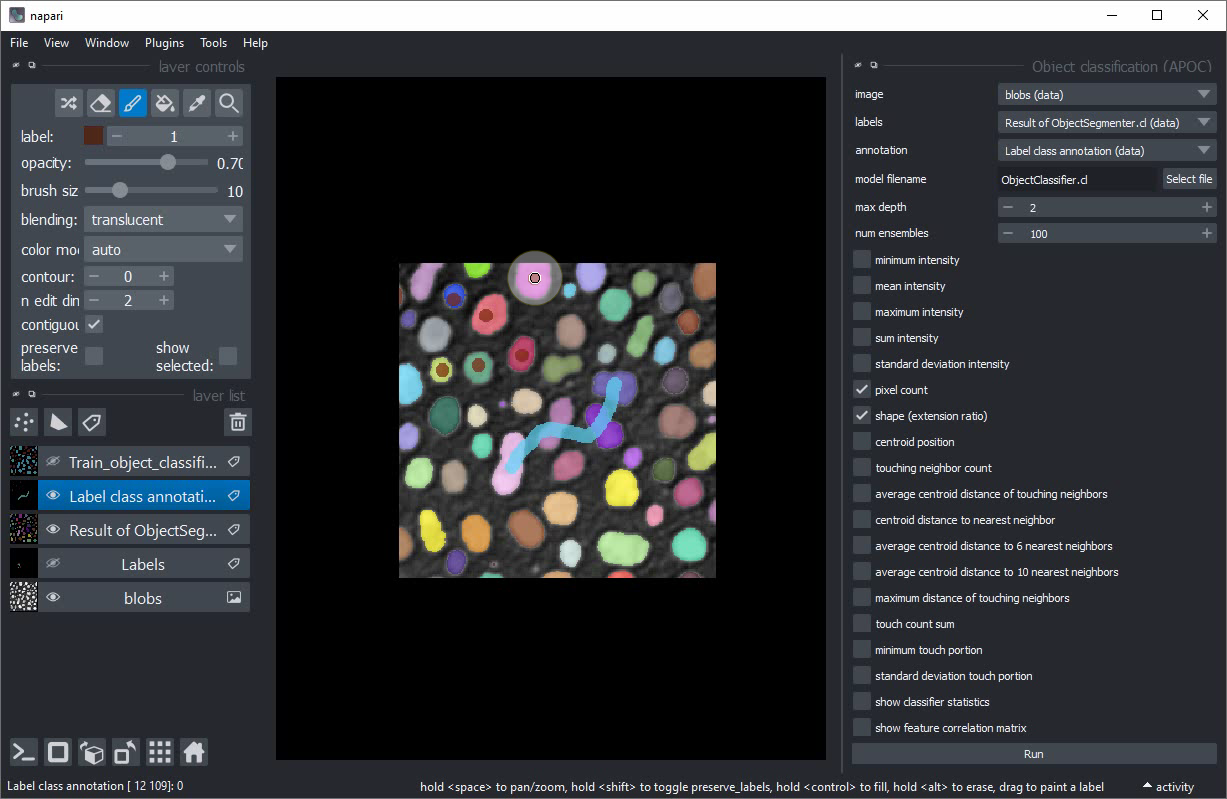 napari
File View Window Plugins Tools Help
layer controls
label: 1
opacity: 0.70
brush siz 10
blending: translucent
color mo auto
contour: 0
n edit din 2
contiguou
preserve labels: show selected:
layer list
Train_object_classifi...
Label class annotati...
Result of ObjectSeg...
Labels
blobs
Object classification (APOC)
image blobs (data)
labels Result of ObjectSegmenter.cl (data)
annotation Label class annotation (data)
model filename ObjectClassifier.cl Select file
max depth 2
num ensembles 100
minimum intensity
mean intensity
maximum intensity
sum intensity
standard deviation intensity
pixel count
shape (extension ratio)
centroid position
touching neighbor count
average centroid distance of touching neighbors
centroid distance to nearest neighbor
average centroid distance to 6 nearest neighbors
average centroid distance to 10 nearest neighbors
maximum distance of touching neighbors
touch count sum
minimum touch portion
standard deviation touch portion
show classifier statistics
show feature correlation matrix
Run
Label class annotation [ 12 109]: 0 hold <space> to pan/zoom, hold <shift> to toggle preserve_labels, hold <control> to fill, hold <alt> to erase, drag to paint a label activity